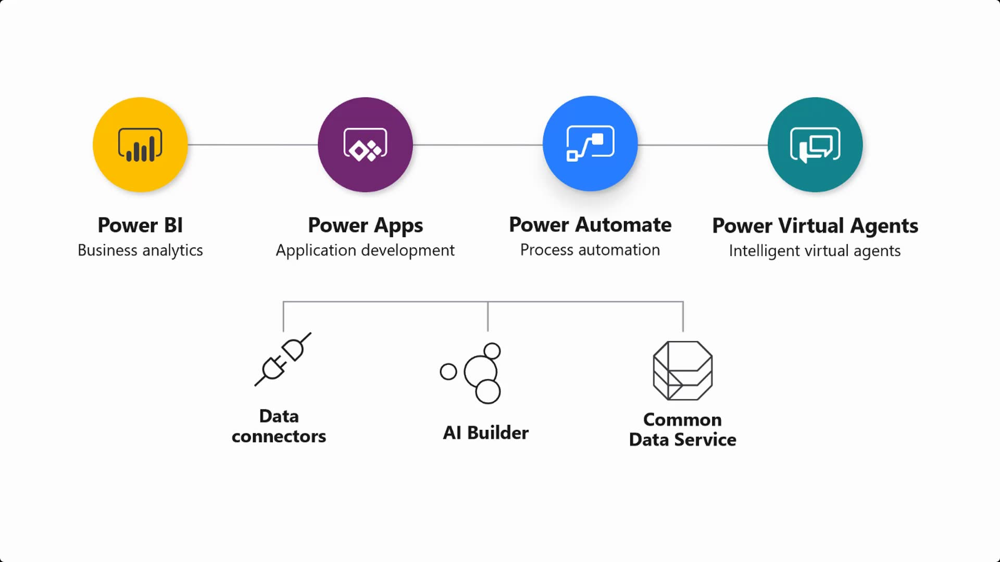 Power BI
Business analytics
Power Apps
Application development
Power Automate
Process automation
Power Virtual Agents
Intelligent virtual agents
Data
connectors
AI Builder
Common
Data Service